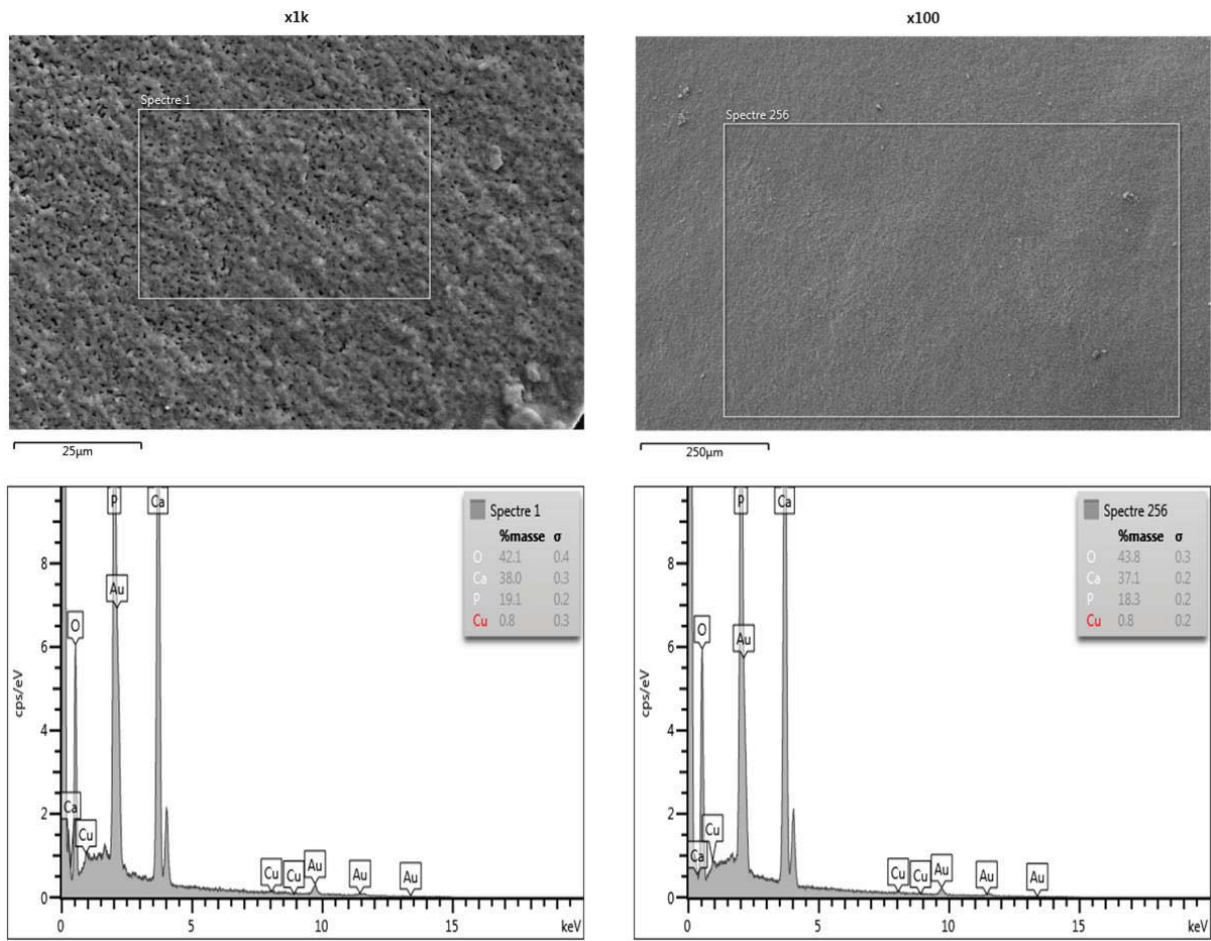 x1k
x100
Spectre 1
Spectre 256
25µm
250µm
P
Ca
Au
O
Ca
Cu
Cu
Cu
Au
Au
Au
Spectre 1
%masse σ
O 42.1 0.4
Ca 38.0 0.3
P 19.1 0.2
Cu 0.8 0.3
8
6
4
2
0
cps/eV
0 5 10 15 keV
P
Ca
Au
O
Cu
Ca
Cu
Cu
Au
Au
Au
Spectre 256
%masse σ
O 43.8 0.3
Ca 37.1 0.2
P 18.3 0.2
Cu 0.8 0.2
8
6
4
2
0
cps/eV
0 5 10 15 keV